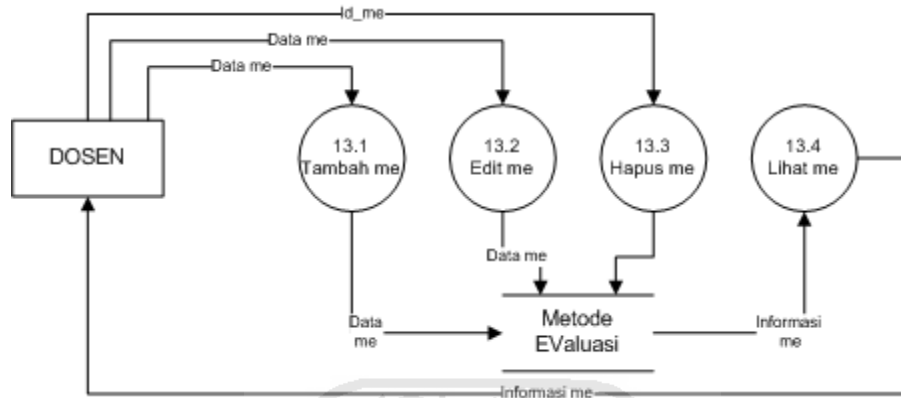 Id_me
Data me
Data me
DOSEN
13.1
Tambah me
13.2
Edit me
13.3
Hapus me
13.4
Lihat me
Data me
Data
me
Metode
EValuasi
Informasi
me
Informasi me